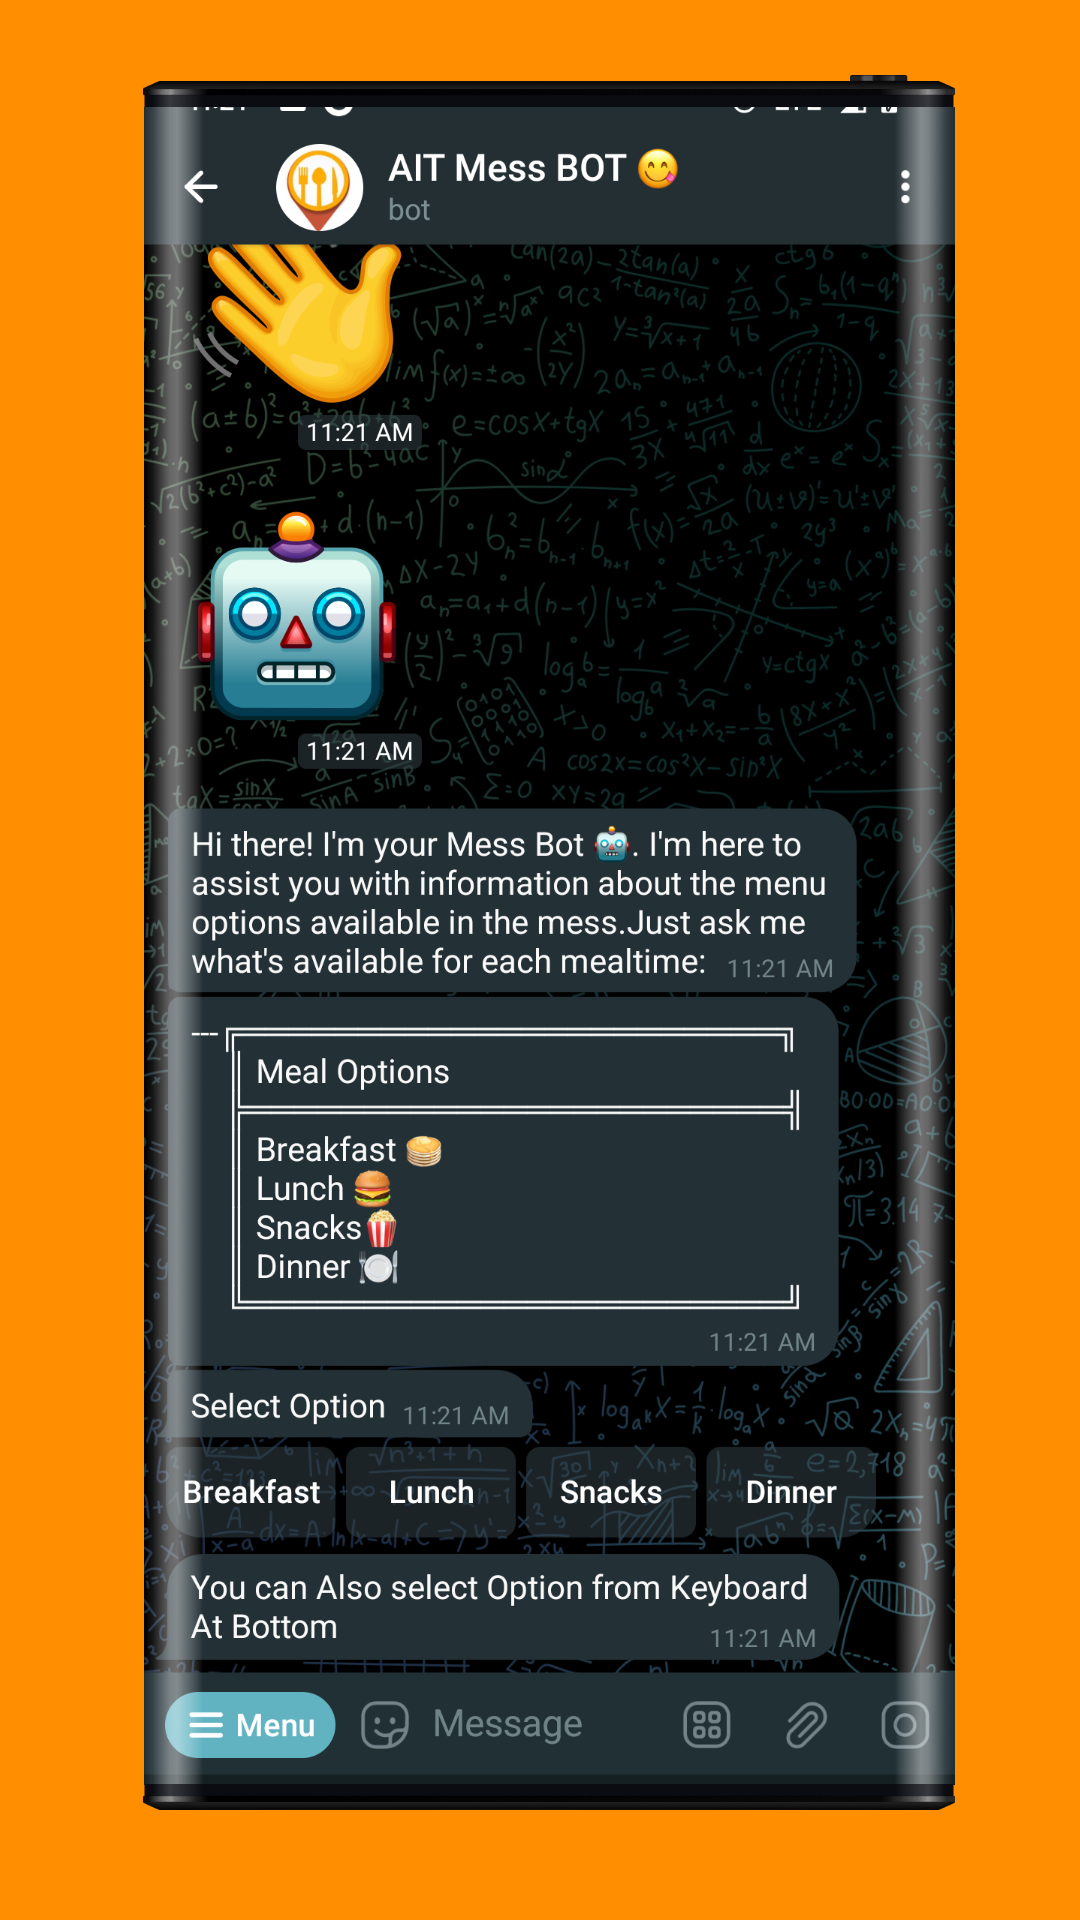 AIT Mess BOT 😋
bot
11:21 AM
11:21 AM
Hi there! I'm your Mess Bot 🤖. I'm here to
assist you with information about the menu
options available in the mess.Just ask me
what's available for each mealtime: 11:21 AM
---
Meal Options
Breakfast 🥞
Lunch 🍔
Snacks🍿
Dinner 🍽
11:21 AM
Select Option 11:21 AM
Breakfast Lunch Snacks Dinner
You can Also select Option from Keyboard
At Bottom 11:21 AM
Menu Message